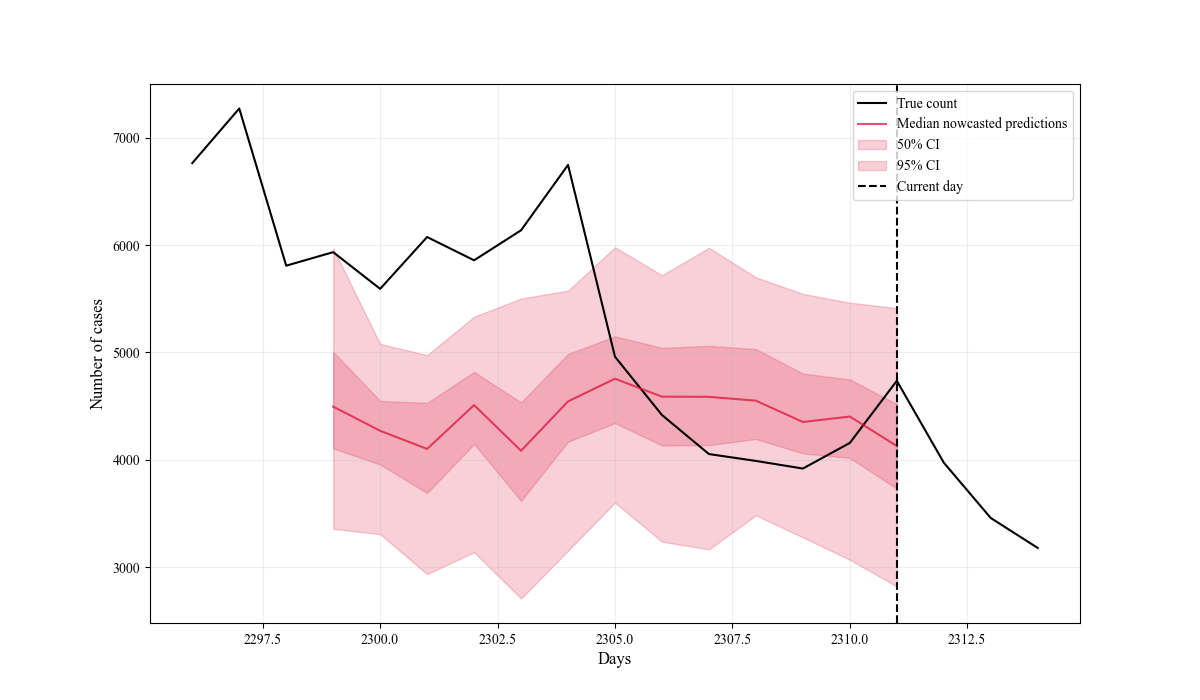 True count
Median nowcasted predictions
50% CI
95% CI
Current day
7000
6000
5000
4000
3000
Number of cases
2297.5 2300.0 2302.5 2305.0 2307.5 2310.0 2312.5
Days